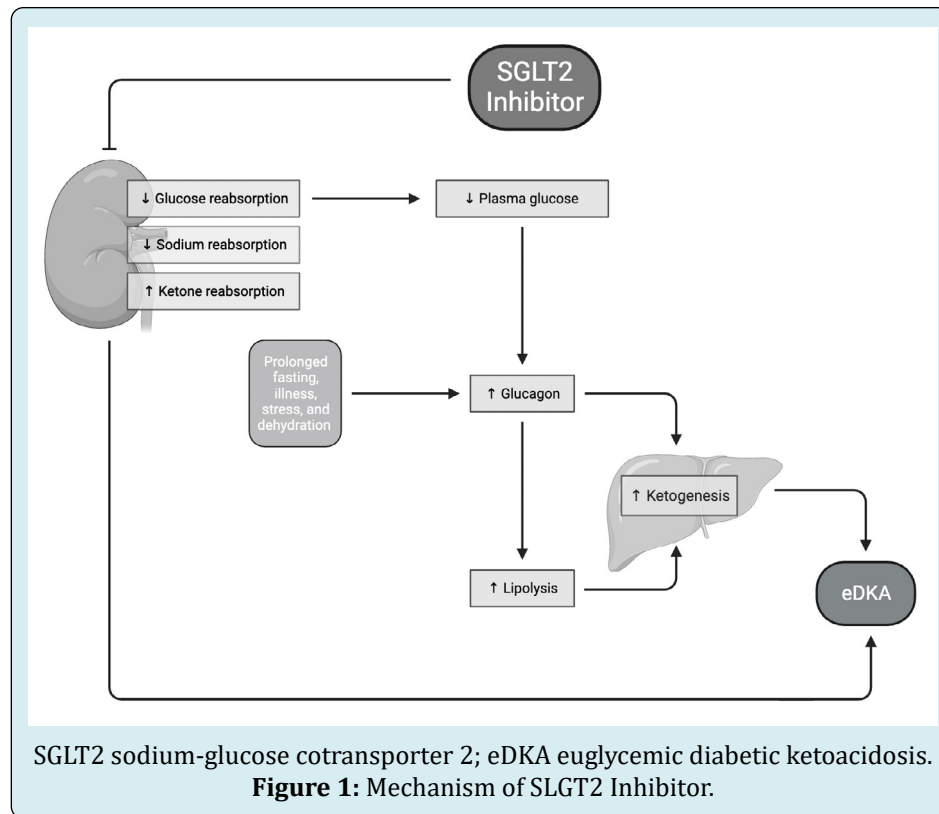 SGLT2
Inhibitor
↓ Glucose reabsorption
↓ Plasma glucose
↓ Sodium reabsorption
↑ Ketone reabsorption
Prolonged
fasting,
illness,
stress, and
dehydration
↑ Glucagon
↑ Ketogenesis
↑ Lipolysis
eDKA
SGLT2 sodium-glucose cotransporter 2; eDKA euglycemic diabetic ketoacidosis.
Figure 1: Mechanism of SLGT2 Inhibitor.